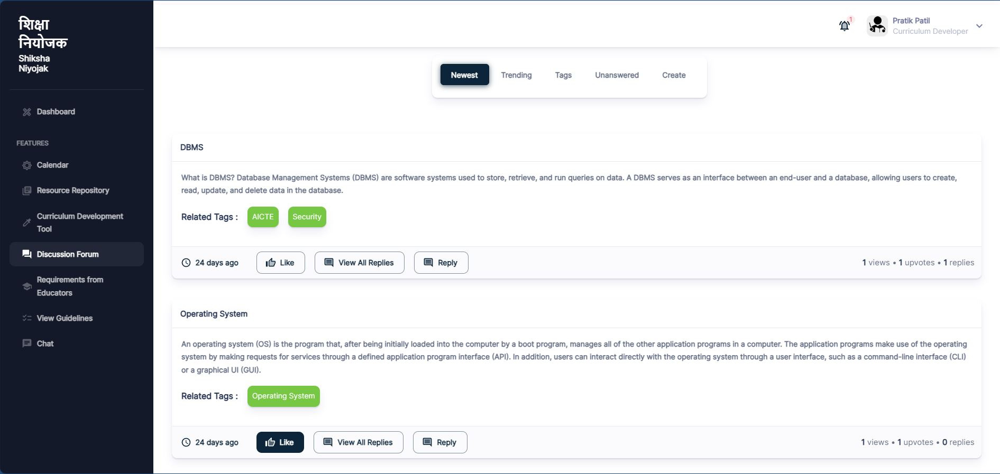 शिक्षा
नियोजक
Shiksha
Niyojak
Dashboard
FEATURES
Calendar
Resource Repository
Curriculum Development
Tool
Discussion Forum
Requirements from
Educators
View Guidelines
Chat
1
Pratik Patil
Curriculum Developer
Newest Trending Tags Unanswered Create
DBMS
What is DBMS? Database Management Systems (DBMS) are software systems used to store, retrieve, and run queries on data. A DBMS serves as an interface between an end-user and a database, allowing users to create,
read, update, and delete data in the database.
Related Tags : AICTE Security
24 days ago Like View All Replies Reply 1 views • 1 upvotes • 1 replies
Operating System
An operating system (OS) is the program that, after being initially loaded into the computer by a boot program, manages all of the other application programs in a computer. The application programs make use of the operating
system by making requests for services through a defined application program interface (API). In addition, users can interact directly with the operating system through a user interface, such as a command-line interface (CLI)
or a graphical UI (GUI).
Related Tags : Operating System
24 days ago Like View All Replies Reply 1 views • 1 upvotes • 0 replies